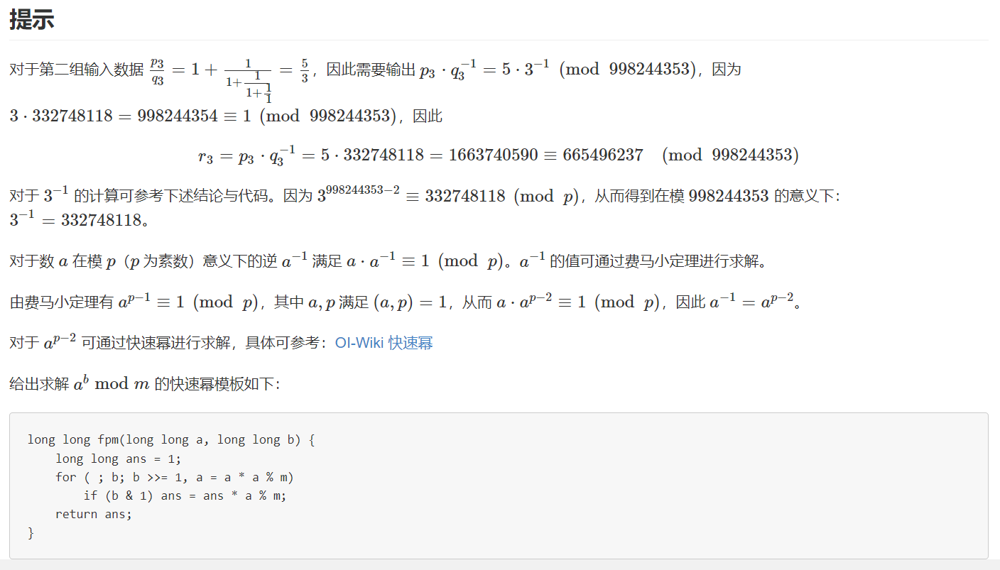 提示
对于第二组输入数据 $\frac{p_3}{q_3} = 1 + \frac{1}{1+\frac{1}{1+\frac{1}{1}}} = \frac{5}{3}$，因此需要输出 $p_3 \cdot q_3^{-1} = 5 \cdot 3^{-1} \pmod{998244353}$，因为
$3 \cdot 332748118 = 998244354 \equiv 1 \pmod{998244353}$，因此
$r_3 = p_3 \cdot q_3^{-1} = 5 \cdot 332748118 = 1663740590 \equiv 665496237 \pmod{998244353}$
对于 $3^{-1}$ 的计算可参考下述结论与代码。因为 $3^{998244353-2} \equiv 332748118 \pmod{p}$，从而得到在模 998244353 的意义下：
$3^{-1} = 332748118$。
对于数 $a$ 在模 $p$（$p$ 为素数）意义下的逆 $a^{-1}$ 满足 $a \cdot a^{-1} \equiv 1 \pmod{p}$。$a^{-1}$ 的值可通过费马小定理进行求解。
由费马小定理有 $a^{p-1} \equiv 1 \pmod{p}$，其中 $a, p$ 满足 $(a, p) = 1$，从而 $a \cdot a^{p-2} \equiv 1 \pmod{p}$，因此 $a^{-1} = a^{p-2}$。
对于 $a^{p-2}$ 可通过快速幂进行求解，具体可参考：OI-Wiki 快速幂
给出求解 $a^b \bmod m$ 的快速幂模板如下：
long long fpm(long long a, long long b) {
    long long ans = 1;
    for ( ; b; b >>= 1, a = a * a % m)
        if (b & 1) ans = ans * a % m;
    return ans;
}